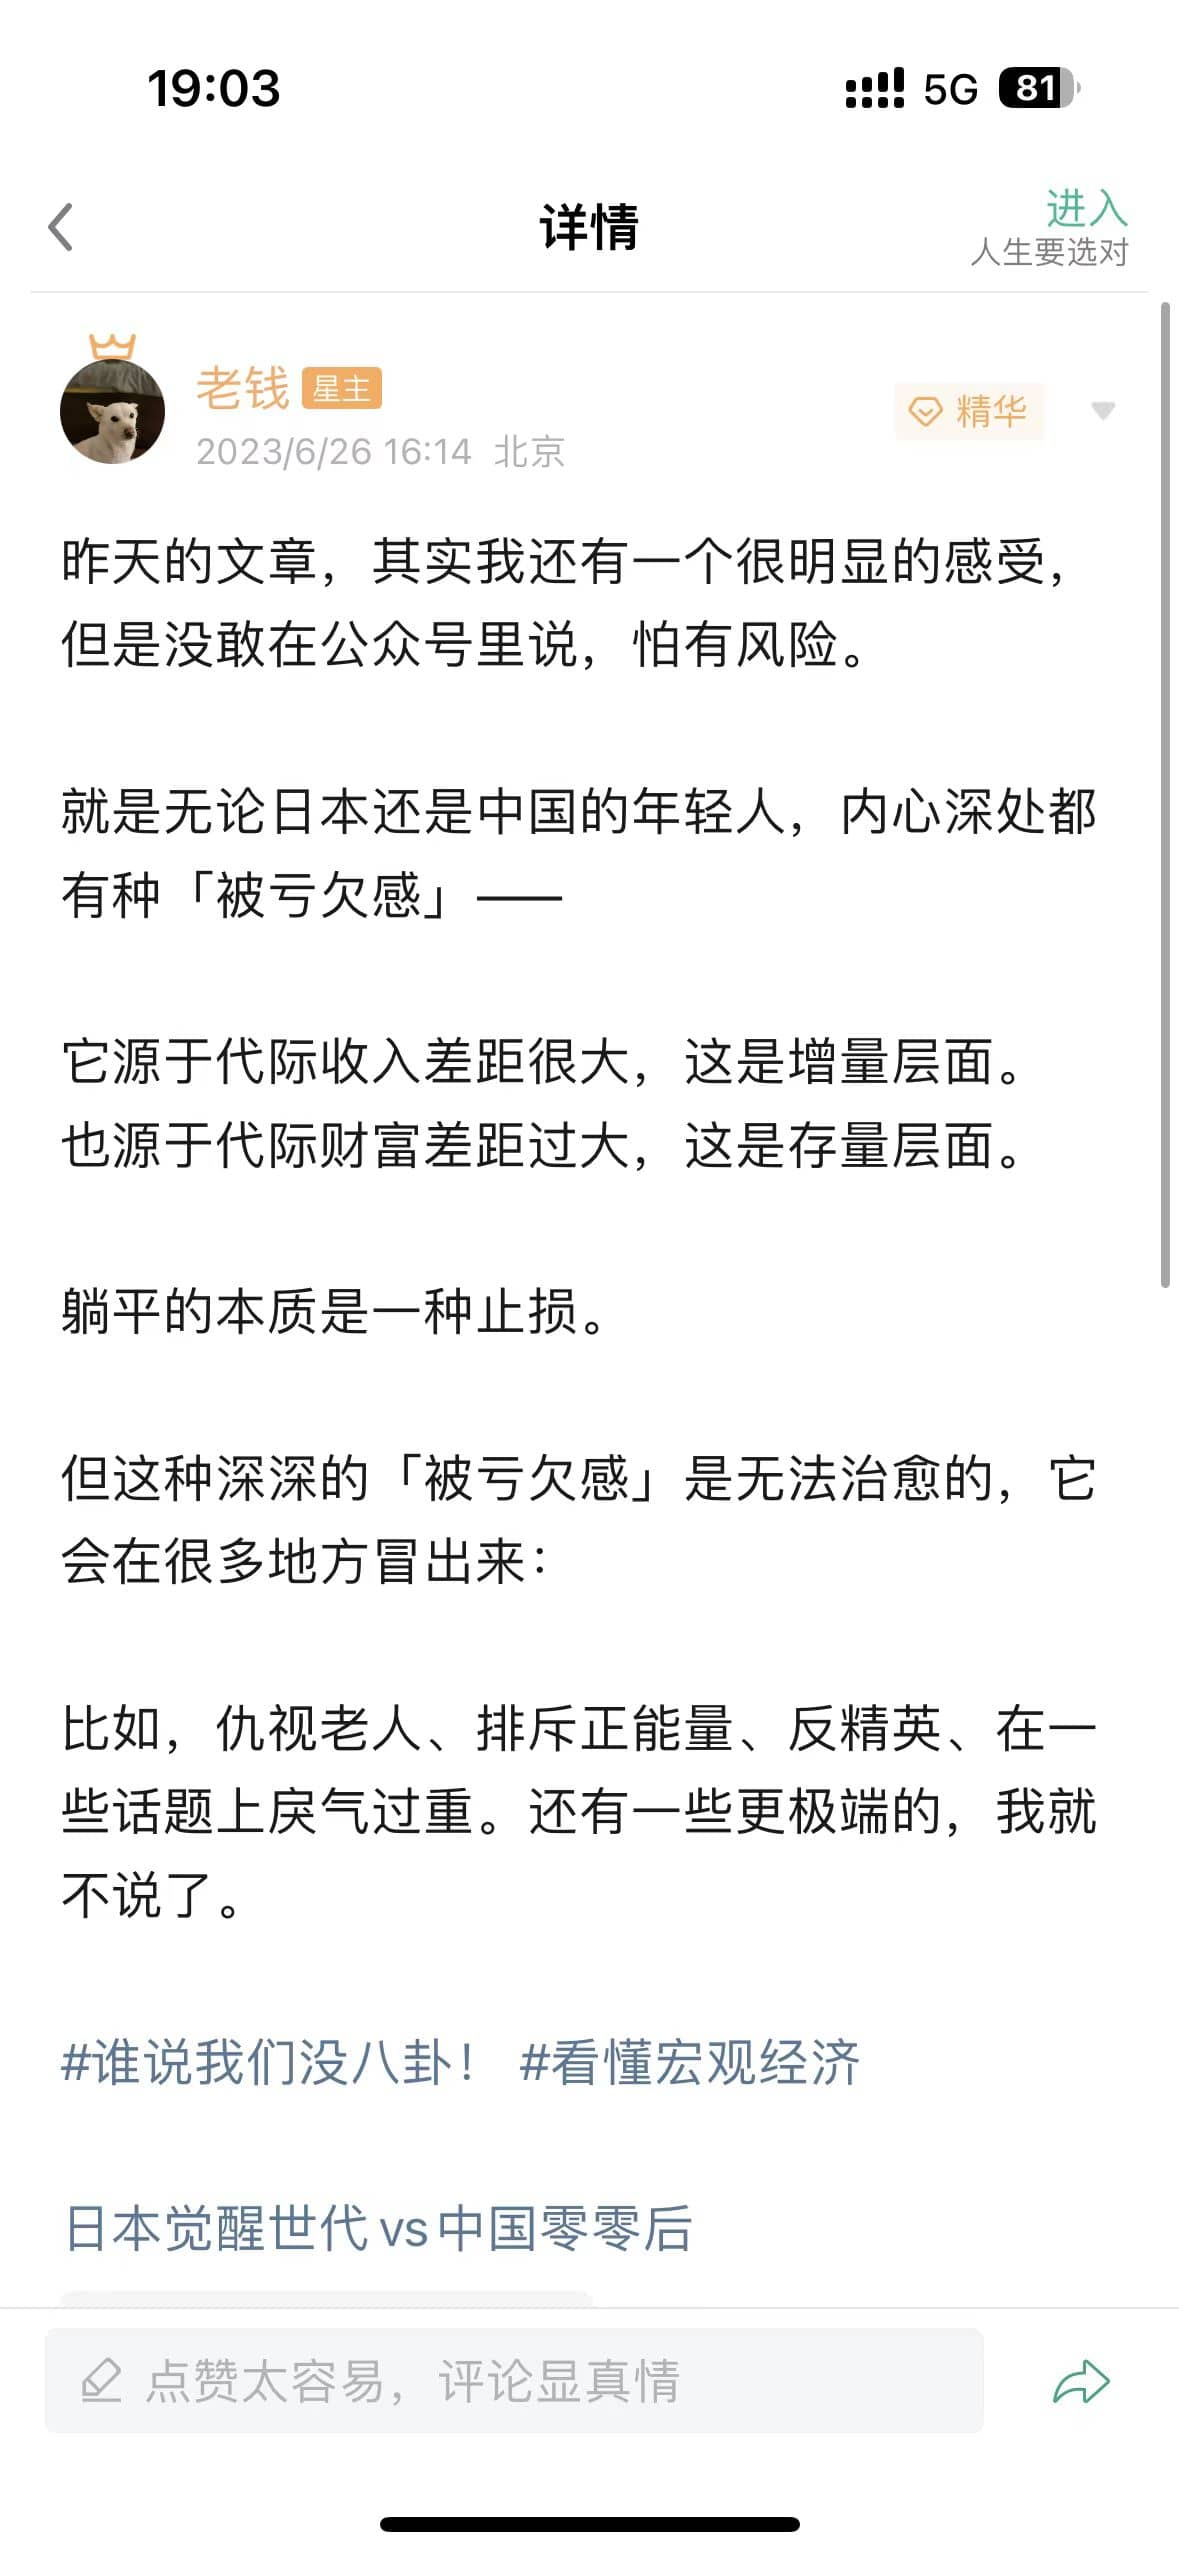 19:03
5G 81
详情
进入
人生要选对
老钱 星主
2023/6/26 16:14 北京
精华
昨天的文章，其实我还有一个很明显的感受，
但是没敢在公众号里说，怕有风险。
就是无论日本还是中国的年轻人，内心深处都
有种「被亏欠感」——
它源于代际收入差距很大，这是增量层面。
也源于代际财富差距过大，这是存量层面。
躺平的本质是一种止损。
但这种深深的「被亏欠感」是无法治愈的，它
会在很多地方冒出来：
比如，仇视老人、排斥正能量、反精英、在一
些话题上戾气过重。还有一些更极端的，我就
不说了。
#谁说我们没八卦！ #看懂宏观经济
日本觉醒世代vs中国零零后
点赞太容易，评论显真情